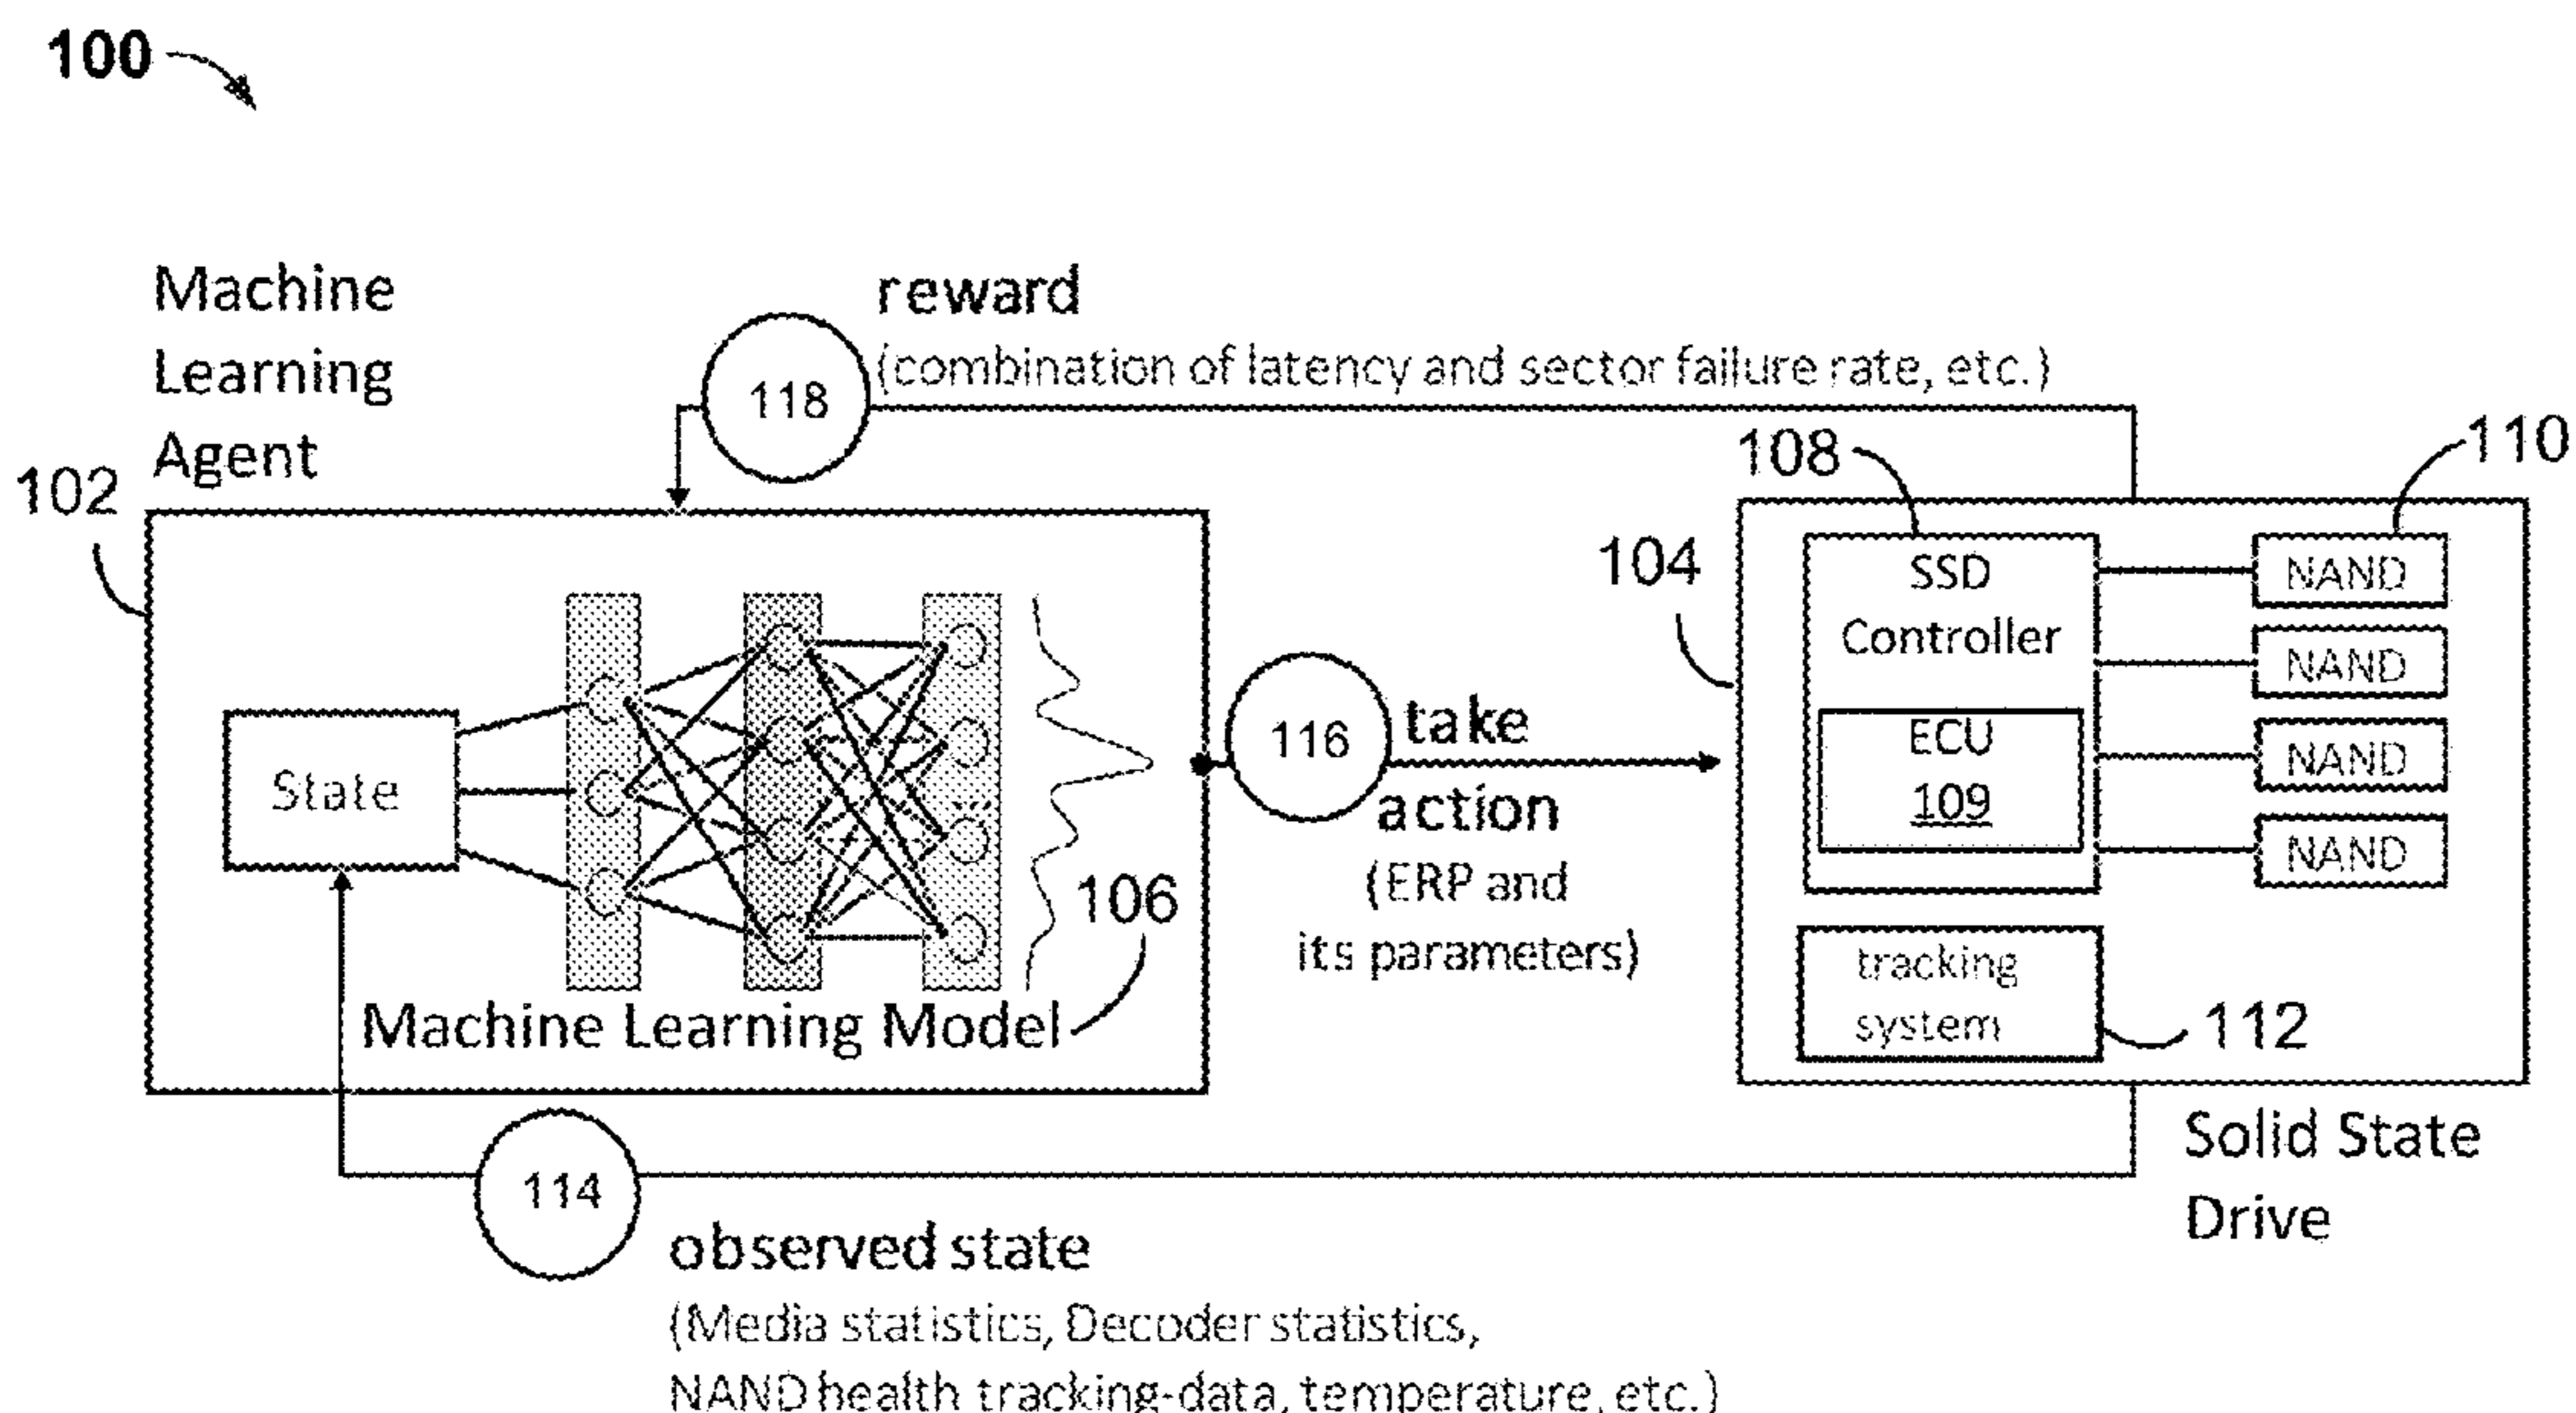 100
Machine
Learning
Agent
102
reward
(combination of latency and sector failure rate, etc.)
118
108
110
104
SSD
Controller
ECU
109
NAND
NAND
NAND
NAND
tracking
system
112
State
116
take
action
(ERP and
its parameters)
106
Machine Learning Model
Solid State
Drive
114
observed state
(Media statistics, Decoder statistics,
NAND health tracking-data, temperature, etc.)